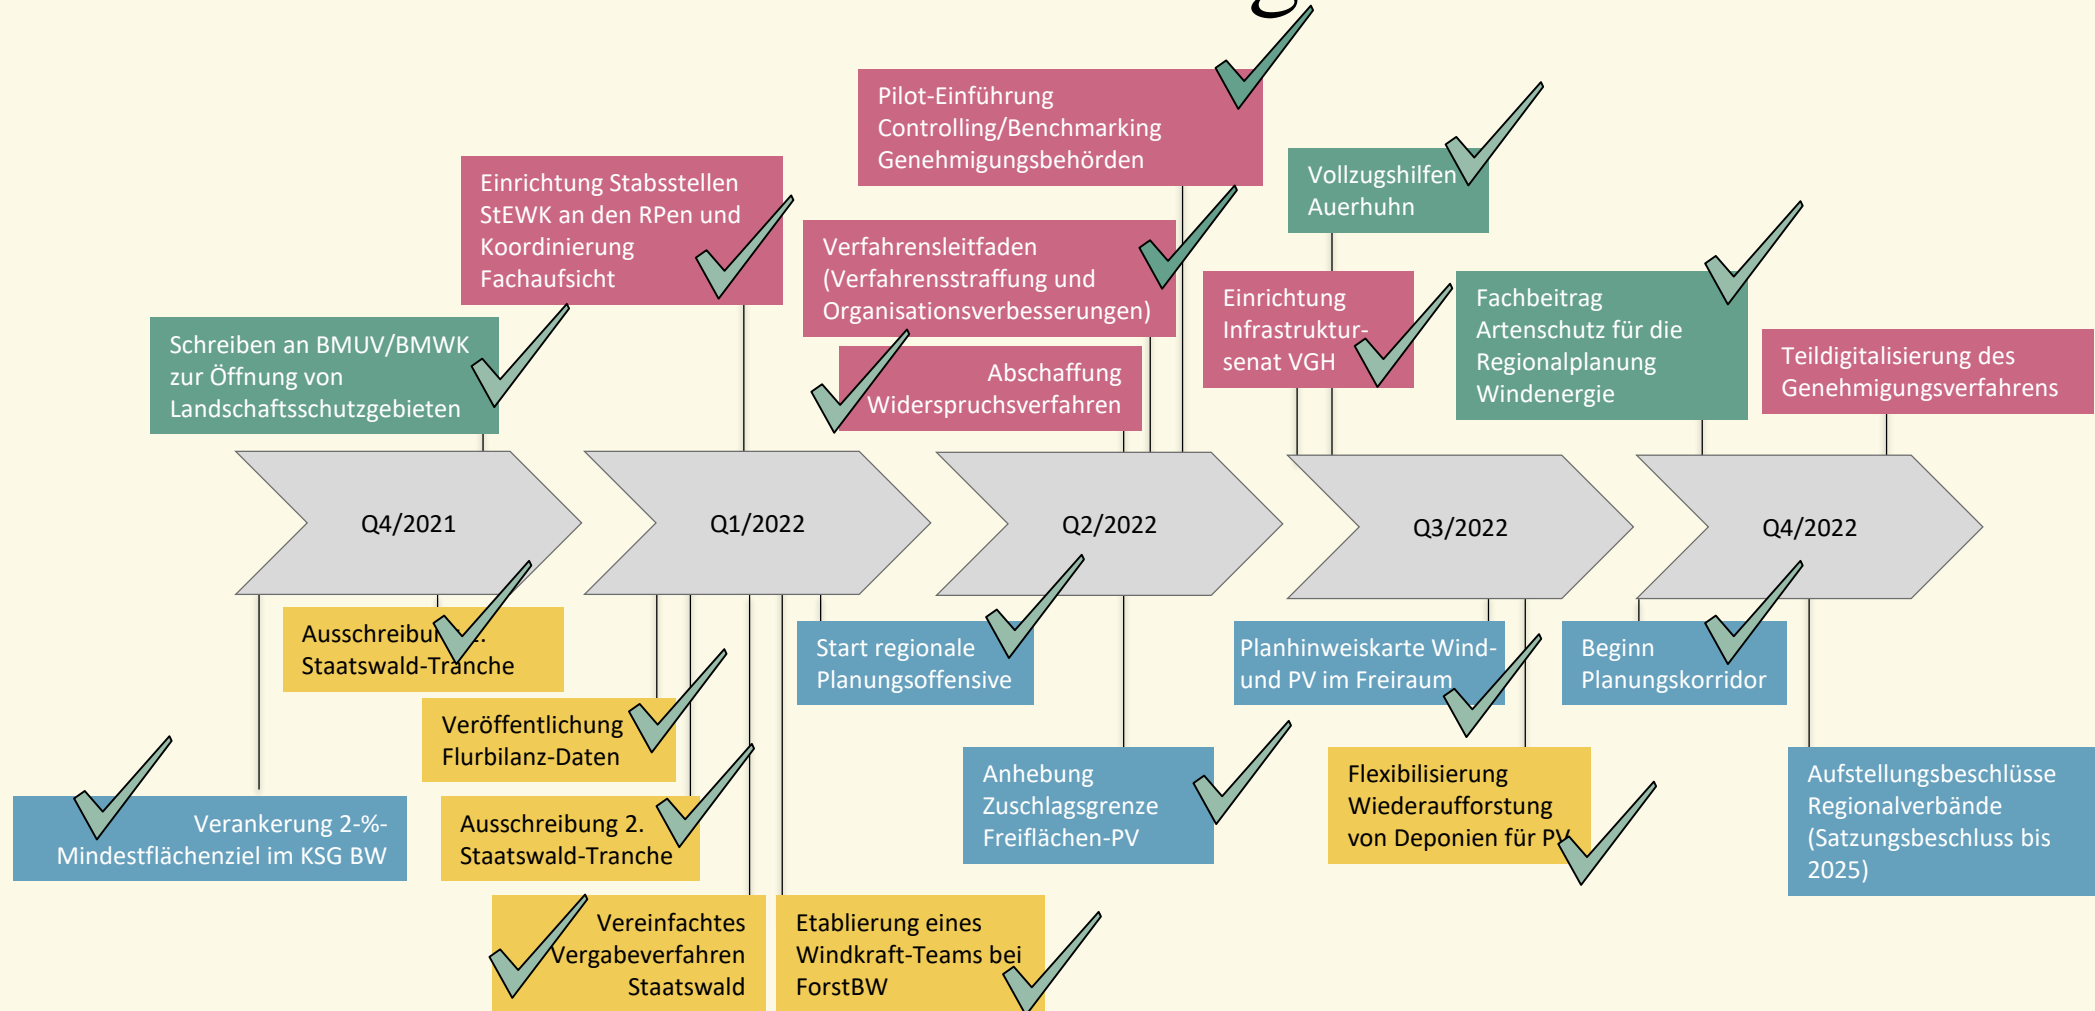 Pilot-Einführung
Controlling/Benchmarking
Genehmigungsbehörden
Einrichtung Stabsstellen
StEWK an den RPen und
Koordinierung
Fachaufsicht
Vollzugshilfen
Auerhuhn
Verfahrensleitfaden
(Verfahrensstraffung und
Organisationsverbesserungen)
Einrichtung
Infrastruktur-
senat VGH
Fachbeitrag
Artenschutz für die
Regionalplanung
Windenergie
Schreiben an BMUV/BMWK
zur Öffnung von
Landschaftsschutzgebieten
Abschaffung
Widerspruchsverfahren
Teildigitalisierung des
Genehmigungsverfahrens
Q4/2021
Q1/2022
Q2/2022
Q3/2022
Q4/2022
Ausschreibung
Staatswald-Tranche
Start regionale
Planungsoffensive
Planhinweiskarte Wind-
und PV im Freiraum
Beginn
Planungskorridor
Veröffentlichung
Flurbilanz-Daten
Verankerung 2-%-
Mindestflächenziel im KSG BW
Ausschreibung 2.
Staatswald-Tranche
Anhebung
Zuschlagsgrenze
Freiflächen-PV
Flexibilisierung
Wiederaufforstung
von Deponien für PV
Aufstellungsbeschlüsse
Regionalverbände
(Satzungsbeschluss bis
2025)
Vereinfachtes
Vergabeverfahren
Staatswald
Etablierung eines
Windkraft-Teams bei
ForstBW